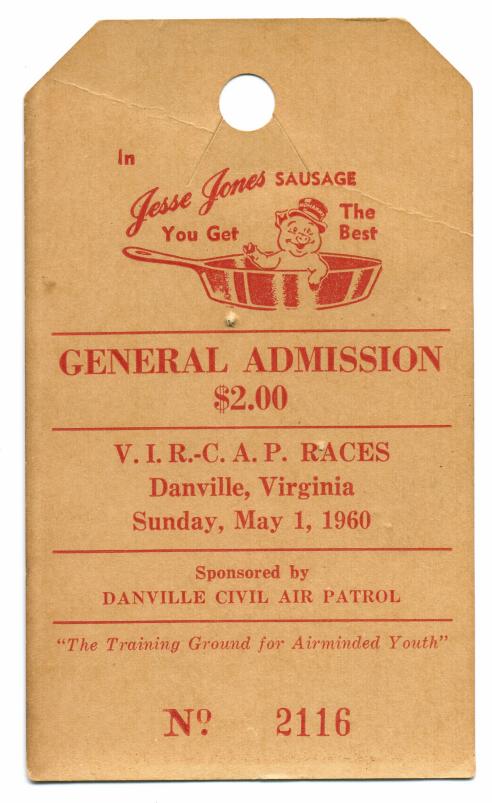 In
Jesse Jones SAUSAGE
You Get The Best
GENERAL ADMISSION
$2.00
V. I. R.-C. A. P. RACES
Danville, Virginia
Sunday, May 1, 1960
Sponsored by
DANVILLE CIVIL AIR PATROL
"The Training Ground for Airminded Youth"
Nº 2116